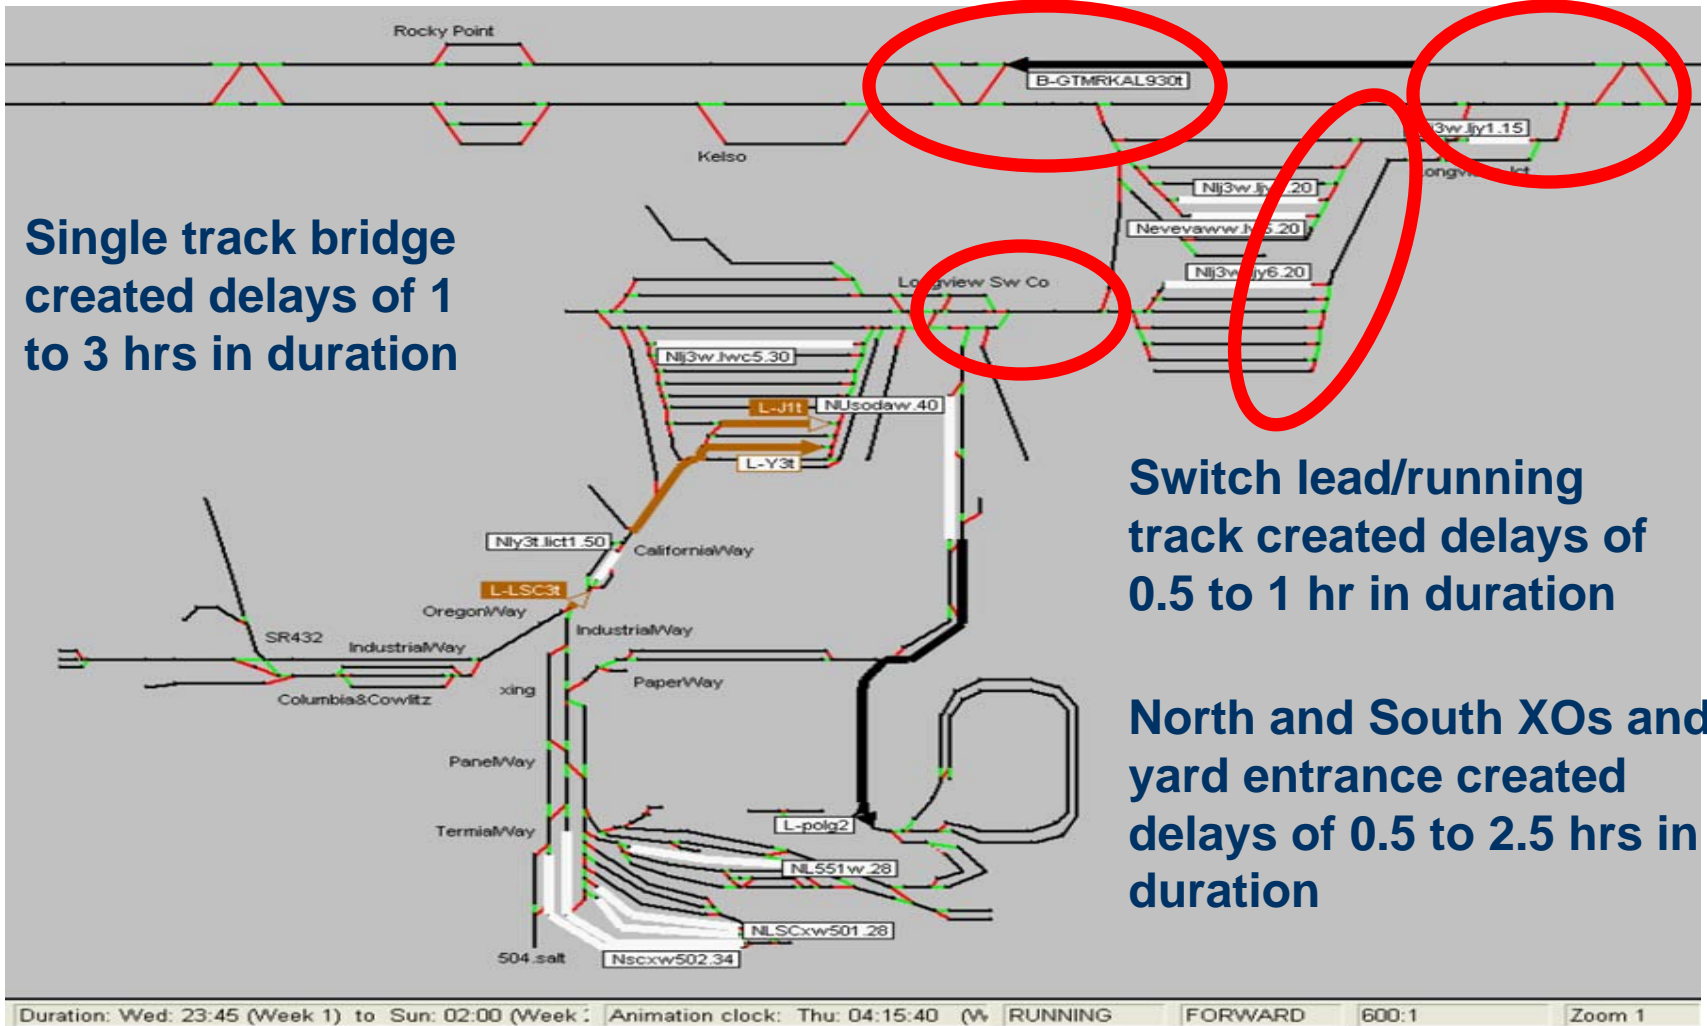 Rocky Point
B-GTMRKAL930t
Kelso
Single track bridge
created delays of 1
to 3 hrs in duration
Nevevaww
Nlj3w
Longview Sw Co
Nlj3w.lwc5.30
L-J1t
NUsodaw.40
L-Y3t
Switch lead/running
track created delays of
0.5 to 1 hr in duration
Nly3t.lict1.50
CaliforniaWay
L-LSC3t
OregonWay
IndustrialWay
SR432
IndustrialWay
Columbia&Cowlitz
xing
PaperWay
North and South XOs and
yard entrance created
delays of 0.5 to 2.5 hrs in
duration
PanelWay
TermialWay
L-polg2
NL551w.28
NLSCxw501.28
504.salt
Nscxw502.34
Duration: Wed: 23:45 (Week 1) to Sun: 02:00 (Week
Animation clock: Thu: 04:15:40
RUNNING
FORWARD
600:1
Zoom 1